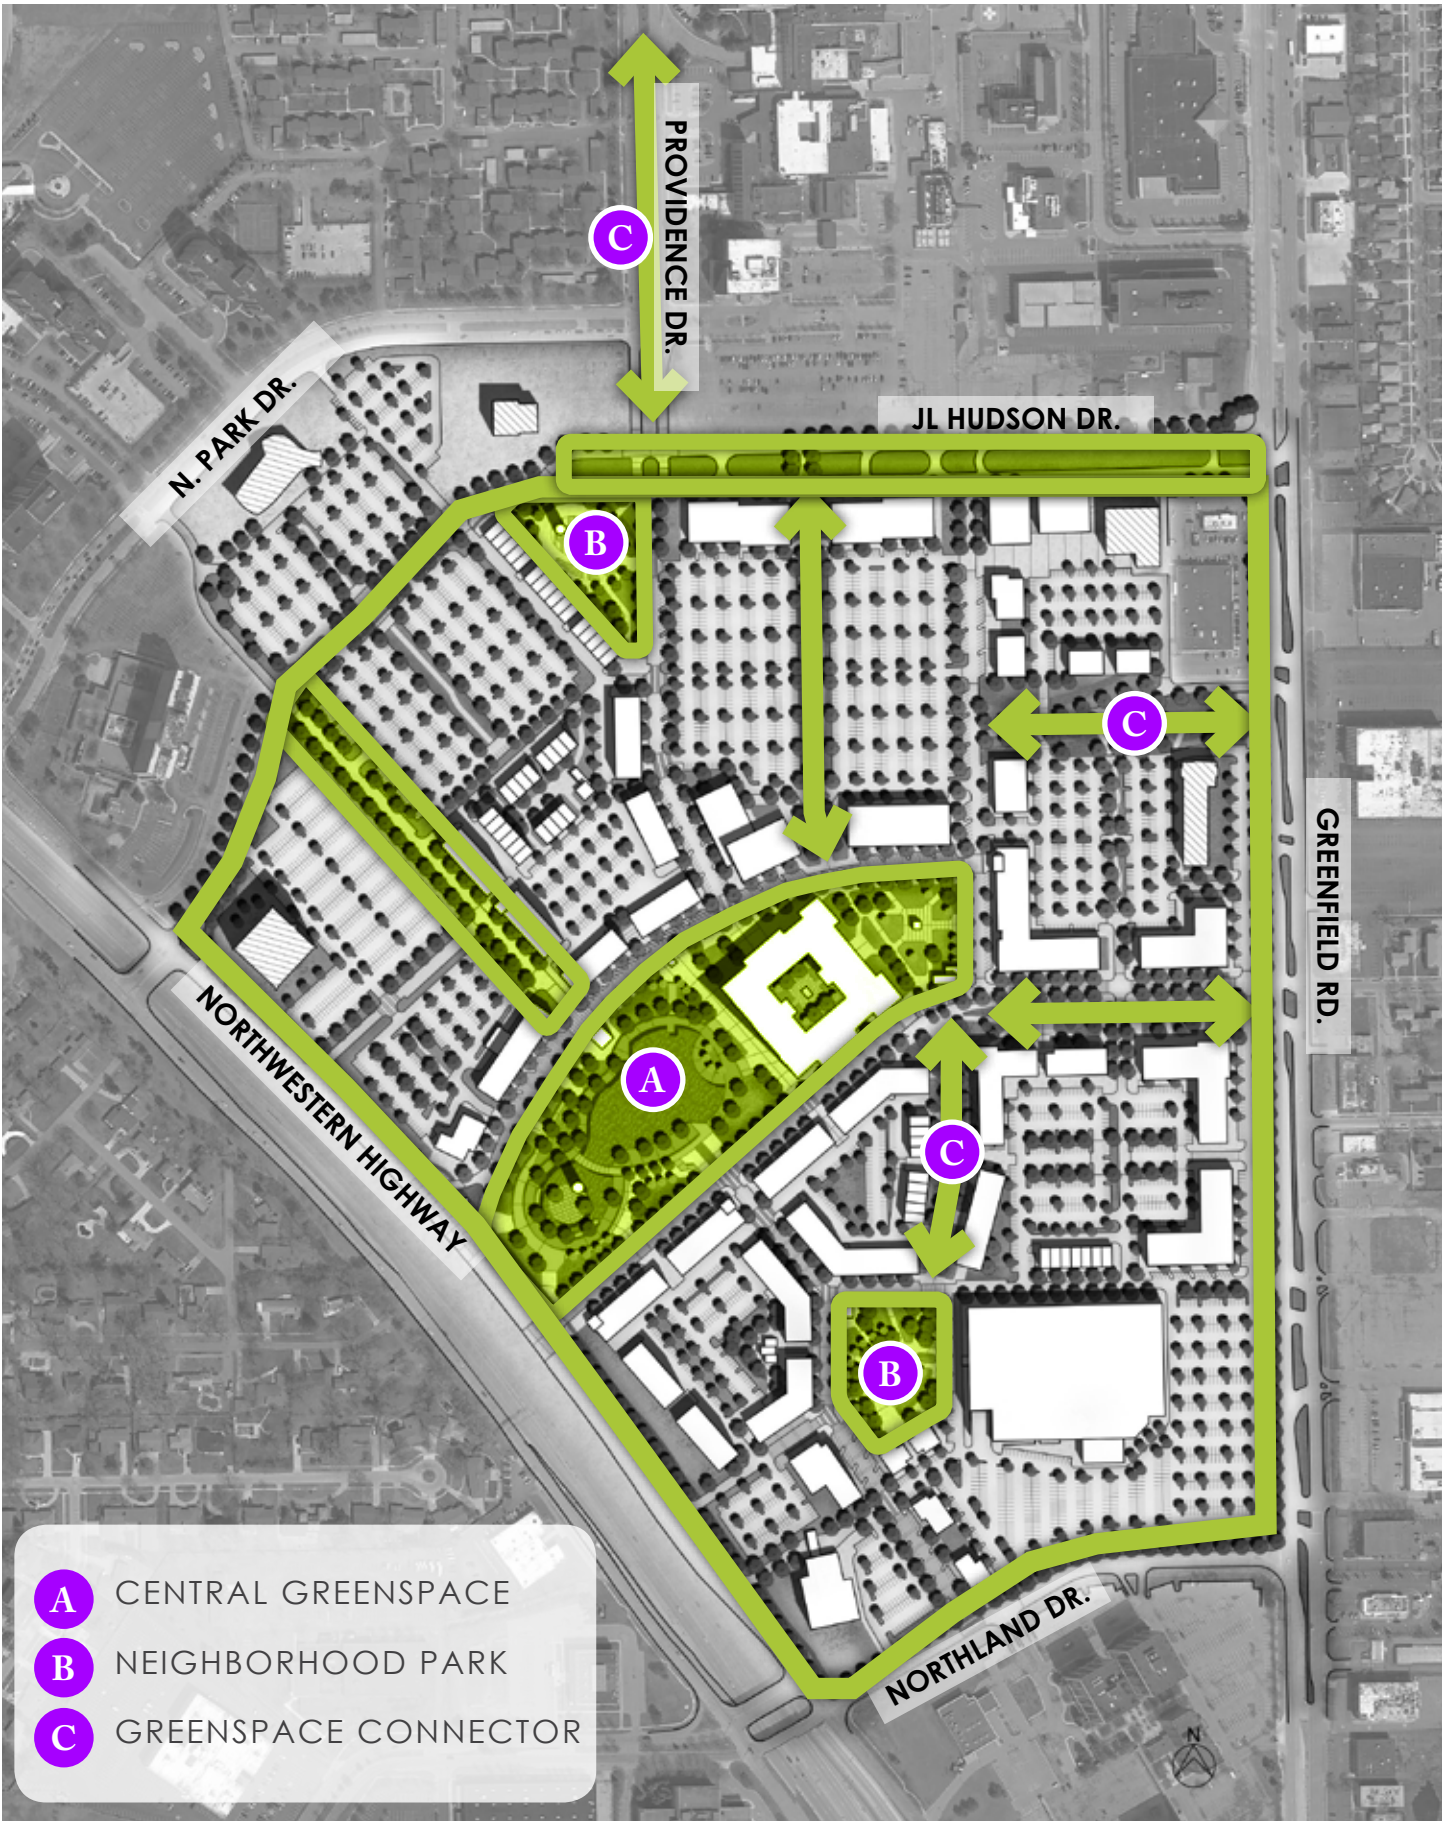 PROVIDENCE DR.
C
N. PARK DR.
JL HUDSON DR.
B
C
GREENFIELD RD.
NORTHWESTERN HIGHWAY
A
C
B
NORTHLAND DR.
N
A CENTRAL GREENSPACE
B NEIGHBORHOOD PARK
C GREENSPACE CONNECTOR